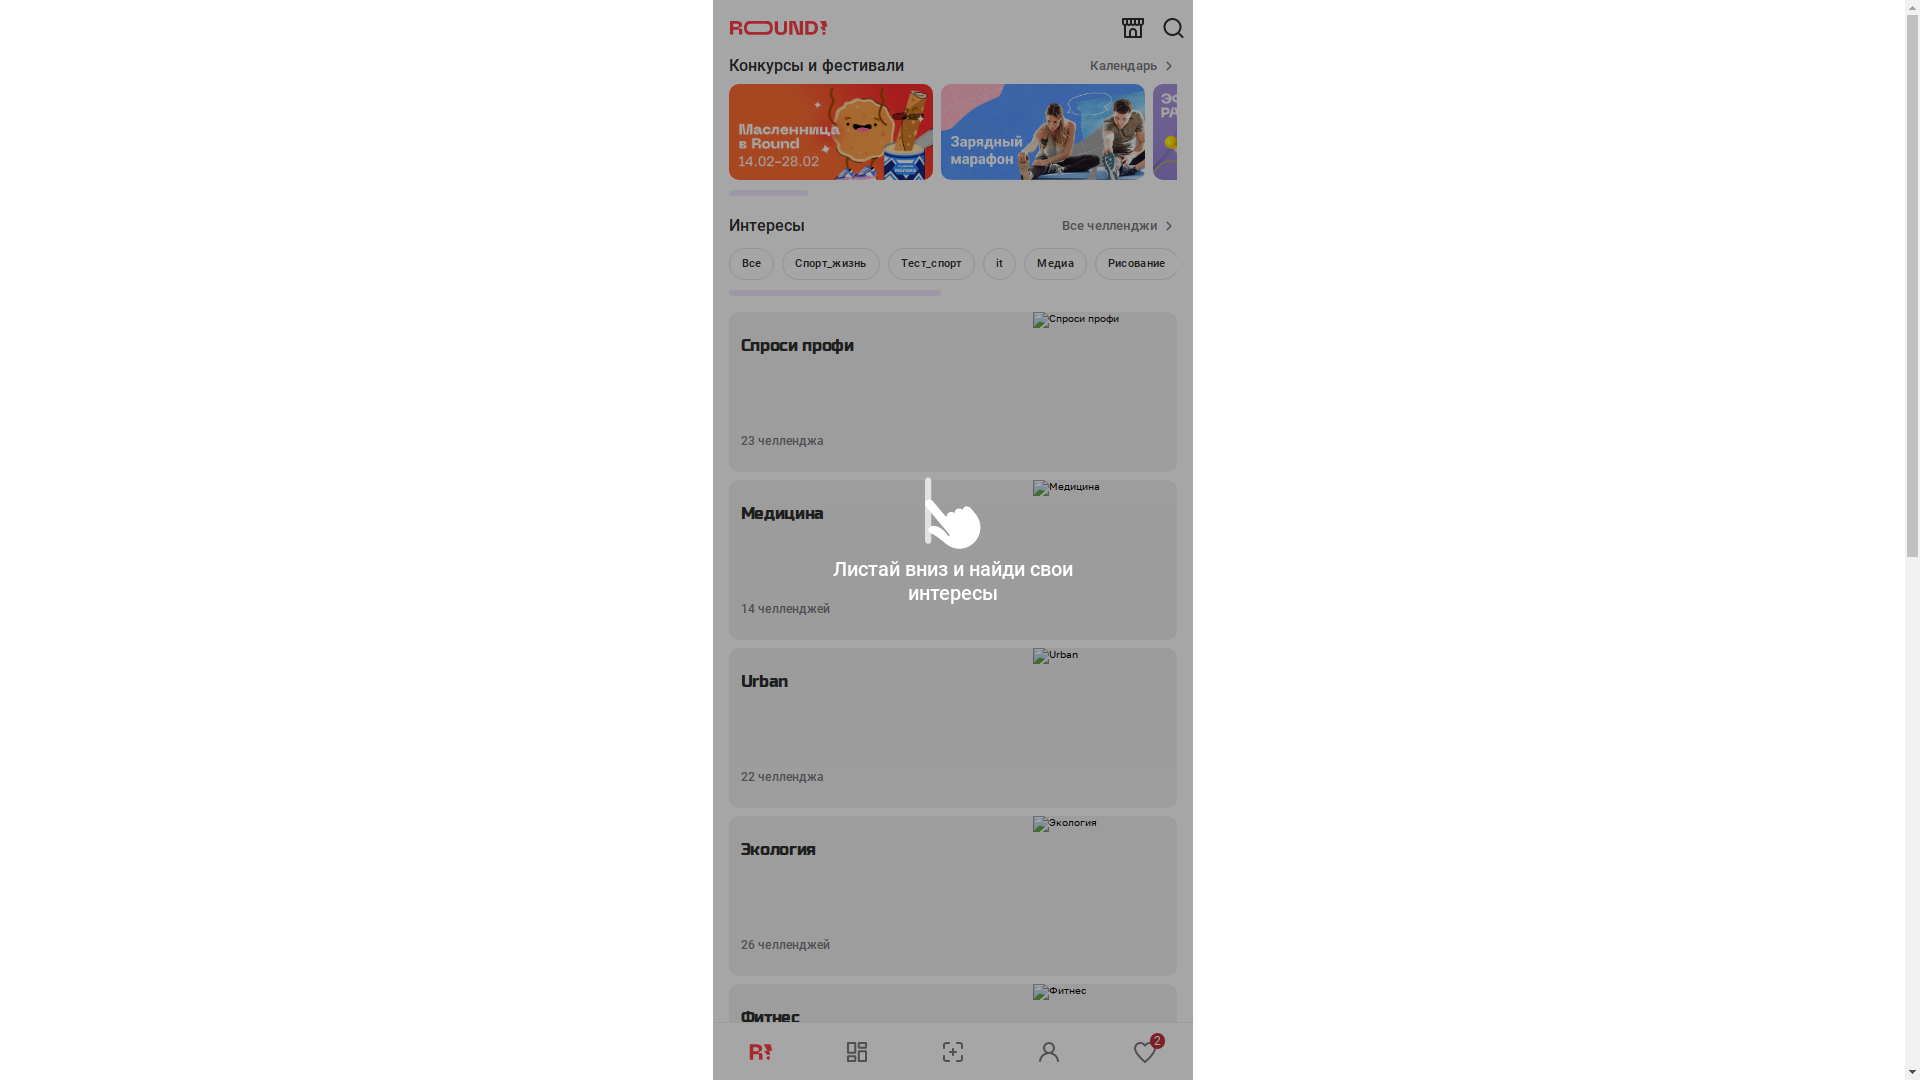 ROUND!
Конкурсы и фестивали
Календарь
Масленница
в Round
14.02–28.02
Зарядный
марафон
Интересы
Все челленджи
Все
Спорт_жизнь
Тест_спорт
it
Медиа
Рисование
Спроси профи
Спроси профи
23 челленджа
Медицина
Медицина
Листай вниз и найди свои
интересы
14 челленджей
Urban
Urban
22 челленджа
Экология
Экология
26 челленджей
Фитнес
Фитнес
R!
2